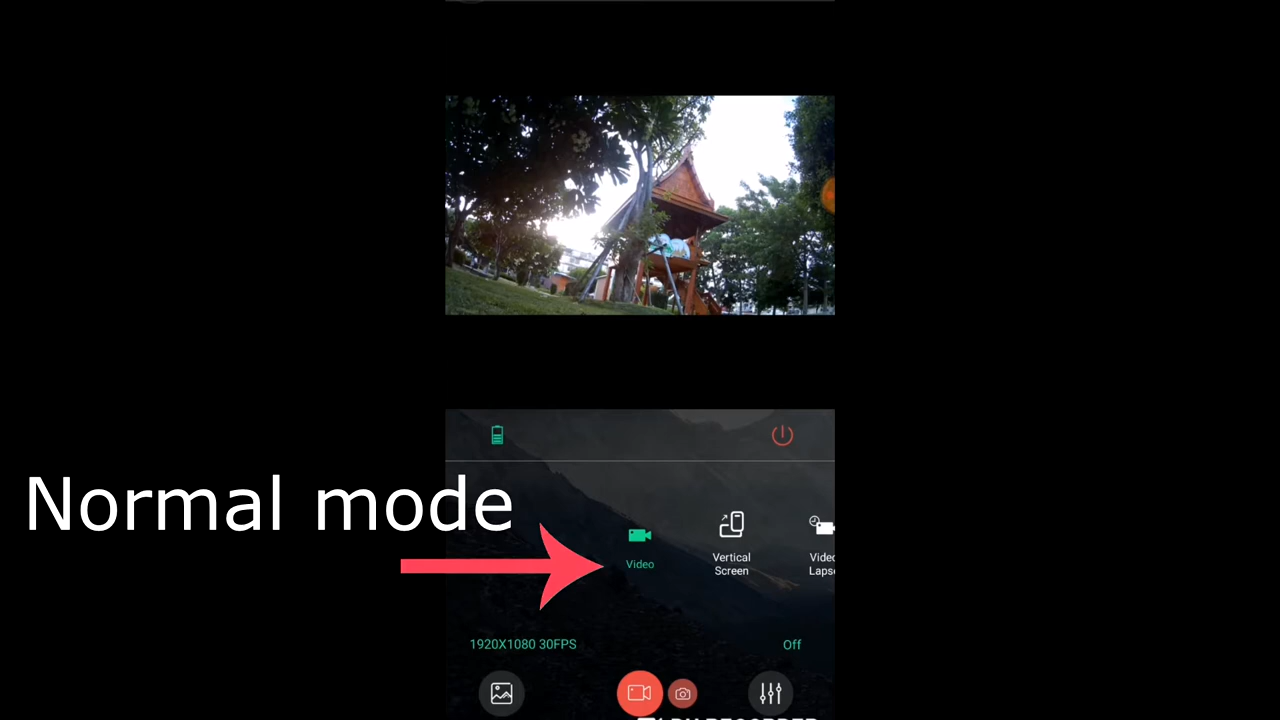 Normal mode
Video
Vertical
Screen
Video
Lapse
1920X1080 30FPS
Off